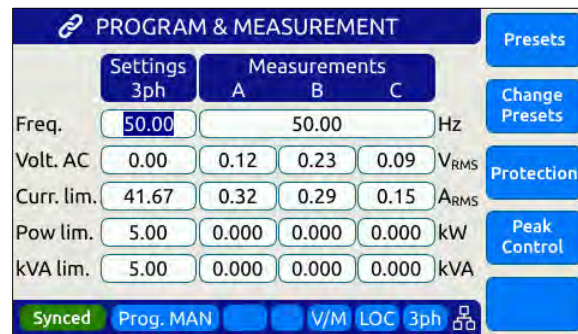 PROGRAM & MEASUREMENT
Settings Measurements
3ph A B C
Freq. 50.00 50.00 Hz
Volt. AC 0.00 0.12 0.23 0.09 VRMS
Curr. lim. 41.67 0.32 0.29 0.15 ARMS
Pow lim. 5.00 0.000 0.000 0.000 kW
kVA lim. 5.00 0.000 0.000 0.000 kVA
Synced Prog. MAN V/M LOC 3ph
Presets
Change
Presets
Protection
Peak
Control